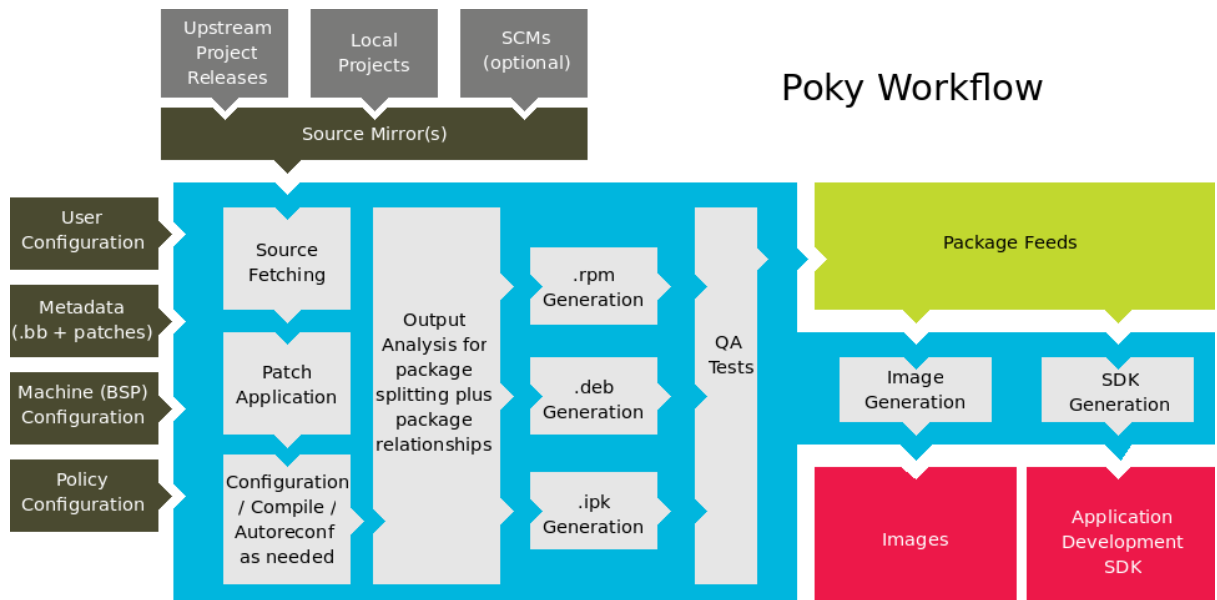 Upstream
Project
Releases
Local
Projects
SCMs
(optional)
Poky Workflow
Source Mirror(s)
User
Configuration
Metadata
(.bb + patches)
Machine (BSP)
Configuration
Policy
Configuration
Source
Fetching
Patch
Application
Configuration
/ Compile /
Autoreconf
as needed
Output
Analysis for
package
splitting plus
package
relationships
.rpm
Generation
.deb
Generation
.ipk
Generation
QA
Tests
Package Feeds
Image
Generation
SDK
Generation
Images
Application
Development
SDK